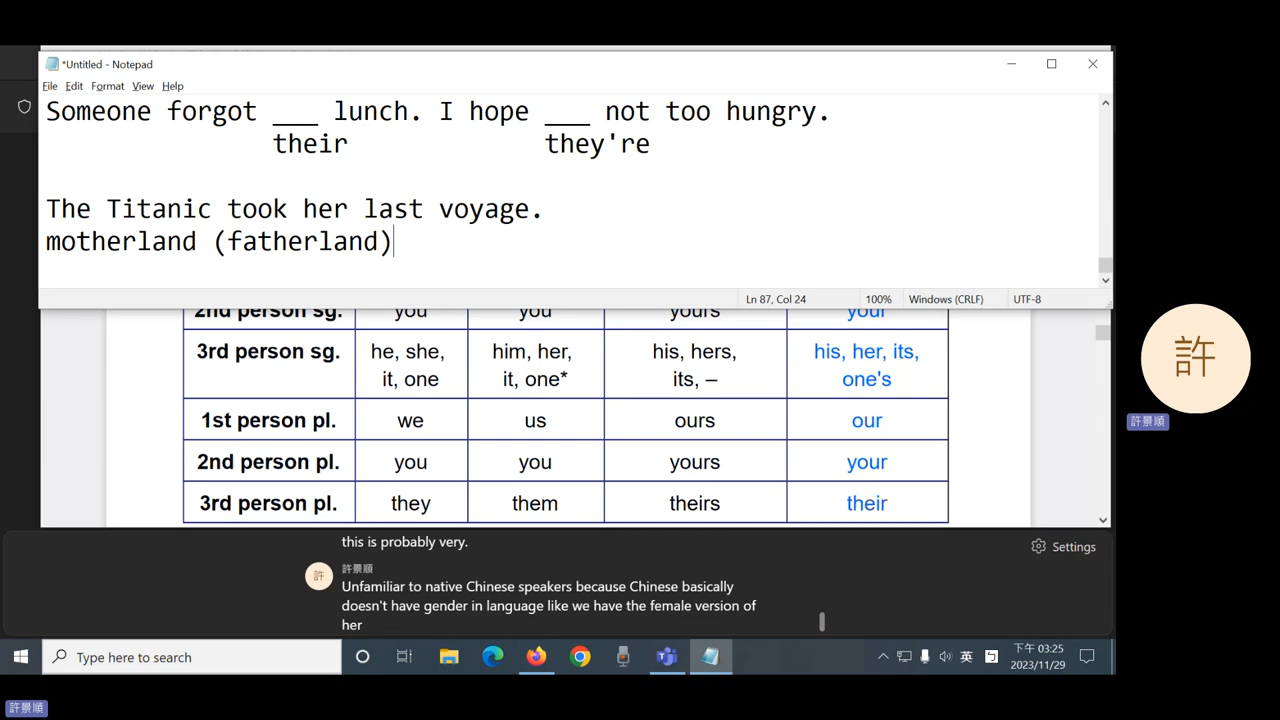 *Untitled - Notepad
File Edit Format View Help
Someone forgot ___ lunch. I hope ___ not too hungry.
their they're
The Titanic took her last voyage.
motherland (fatherland)
Ln 87, Col 24 100% Windows (CRLF) UTF-8
2nd person sg. you you yours your
3rd person sg. he, she, him, her, his, hers, his, her, its,
it, one it, one* its, – one's
1st person pl. we us ours our
2nd person pl. you you yours your
3rd person pl. they them theirs their
許
許景順
this is probably very.
Settings
許
許景順
Unfamiliar to native Chinese speakers because Chinese basically
doesn't have gender in language like we have the female version of
her
Type here to search
英
下午 03:25
2023/11/29
許景順